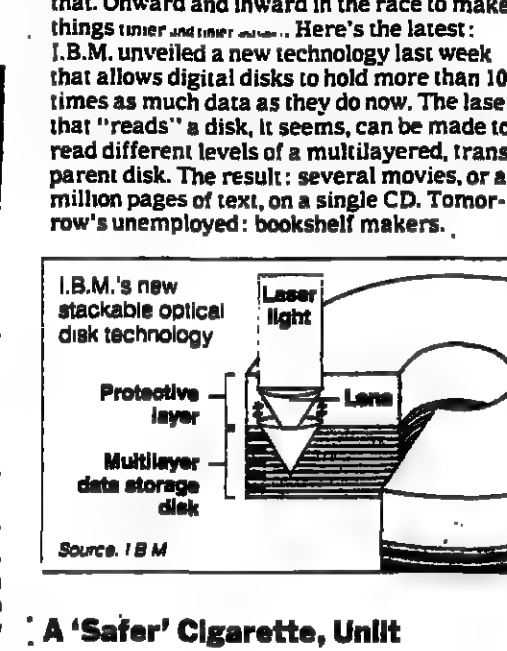 that. Onward and inward in the race to make
things tinier and tinier Here's the latest:
I.B.M. unveiled a new technology last week
that allows digital disks to hold more than 10
times as much data as they do now. The lase
that "reads" a disk, it seems, can be made to
read different levels of a multilayered, trans
parent disk. The result: several movies, or a
million pages of text, on a single CD. Tomor-
row's unemployed: bookshelf makers.
I.B.M.'s new
stackable optical
disk technology
Laser
light
Protective
layer
Lens
Multilayer
data storage
disk
Source. I B M
A 'Safer' Cigarette, Unlit